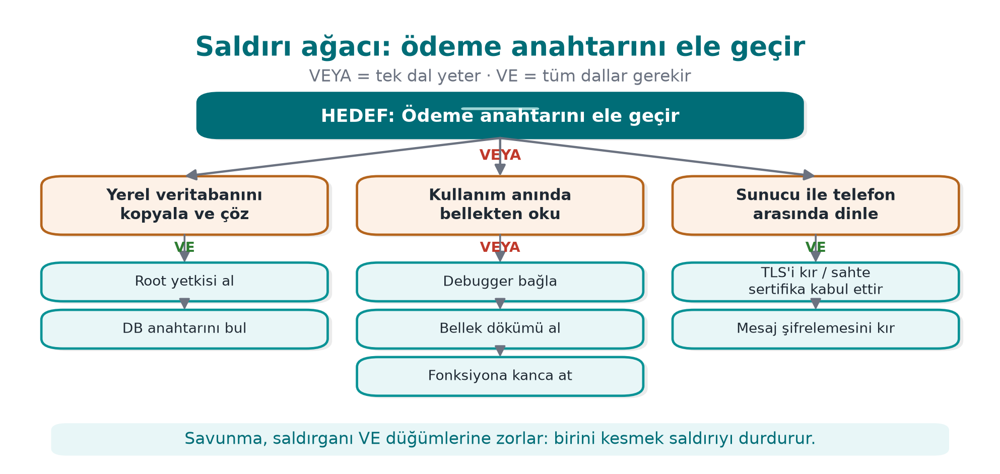 Saldırı ağacı: ödeme anahtarını ele geçir
VEYA = tek dal yeter · VE = tüm dallar gerekir
HEDEF: Ödeme anahtarını ele geçir
VEYA
Yerel veritabanını
kopyala ve çöz
VE
Root yetkisi al
DB anahtarını bul
Kullanım anında
bellekten oku
VEYA
Debugger bağla
Bellek dökümü al
Fonksiyona kanca at
Sunucu ile telefon
arasında dinle
VE
TLS'i kır / sahte
sertifika kabul ettir
Mesaj şifrelemesini kır
Savunma, saldırganı VE düğümlerine zorlar: birini kesmek saldırıyı durdurur.